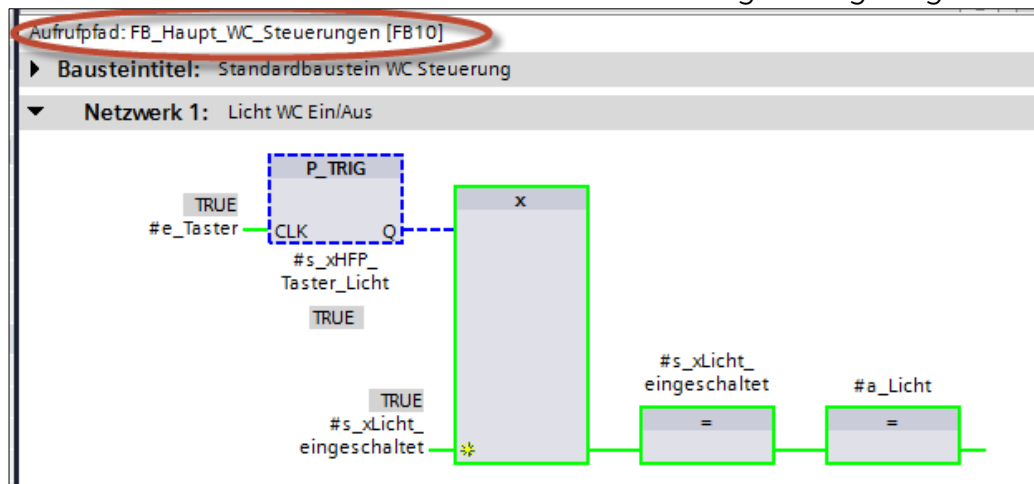 Aufrufpfad: FB_Haupt_WC_Steuerungen [FB10]
Bausteintitel: Standardbaustein WC Steuerung
Netzwerk 1: Licht WC Ein/Aus
P_TRIG
TRUE
#e_Taster
CLK Q
x
#s_xHFP_
Taster_Licht
TRUE
TRUE
#s_xLicht_
eingeschaltet
#s_xLicht_
eingeschaltet
=
#a_Licht
=